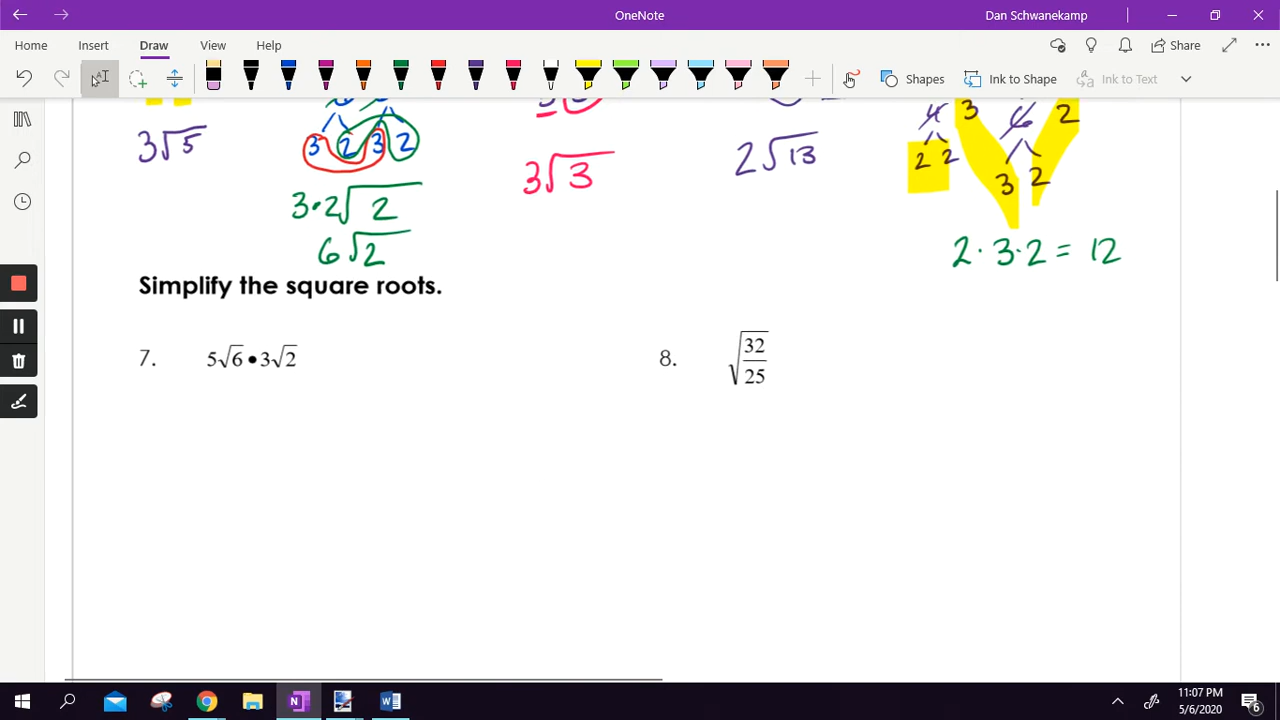 OneNote
Dan Schwanekamp
Home Insert Draw View Help
Share
Shapes Ink to Shape Ink to Text
3 2 3 2
4 3 6 2
2 2 3 2
3√5
3•2√2
6√2
3√3
2√13
2 · 3 · 2 = 12
Simplify the square roots.
7. 5√6 • 3√2
8. √32/25
11:07 PM
5/6/2020
6